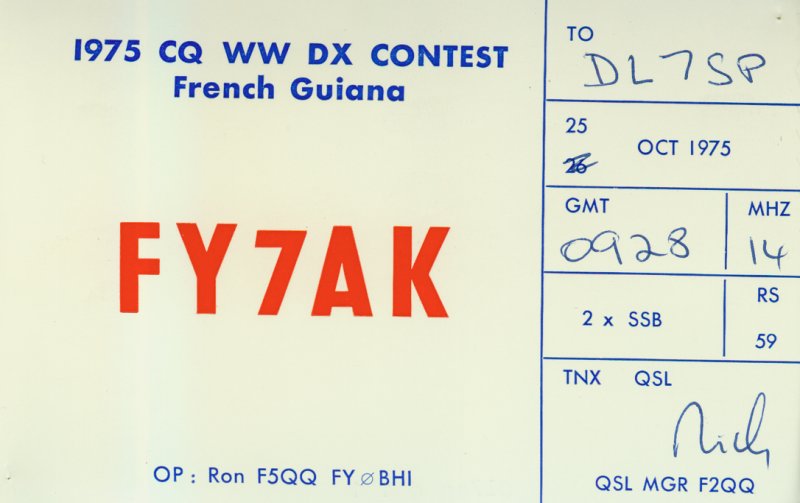 1975 CQ WW DX CONTEST
French Guiana
FY7AK
OP: Ron F5QQ FYØBHI
TO
DL7SP
25
26
OCT 1975
GMT
0928
MHZ
14
2 x SSB
RS
59
TNX QSL
Rich
QSL MGR F2QQ